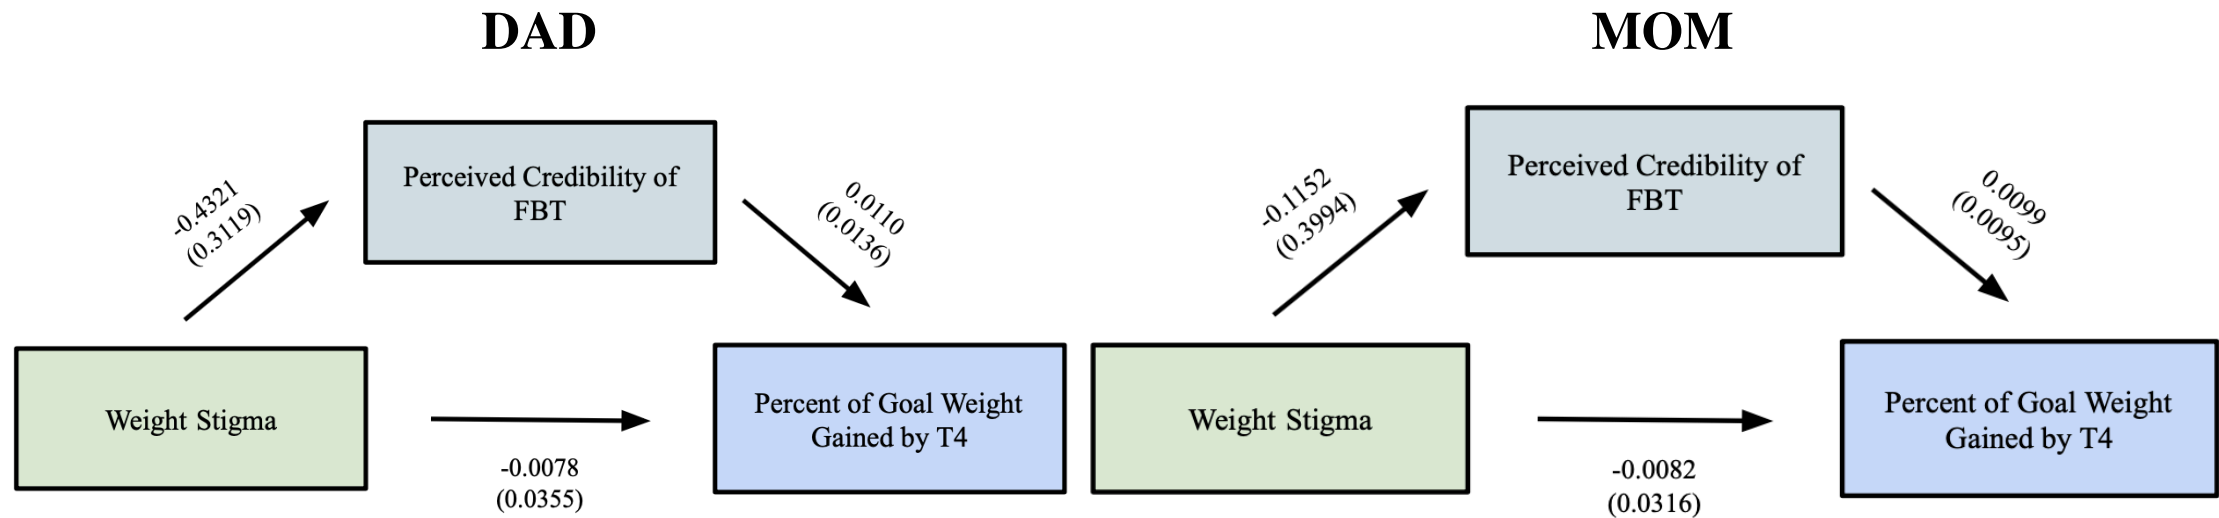 DAD
Perceived Credibility of
FBT
-0.4321
(0.3119)
0.0110
(0.0136)
Weight Stigma
-0.0078
(0.0355)
Percent of Goal Weight
Gained by T4
MOM
Perceived Credibility of
FBT
-0.1152
(0.3994)
0.0099
(0.0095)
Weight Stigma
-0.0082
(0.0316)
Percent of Goal Weight
Gained by T4